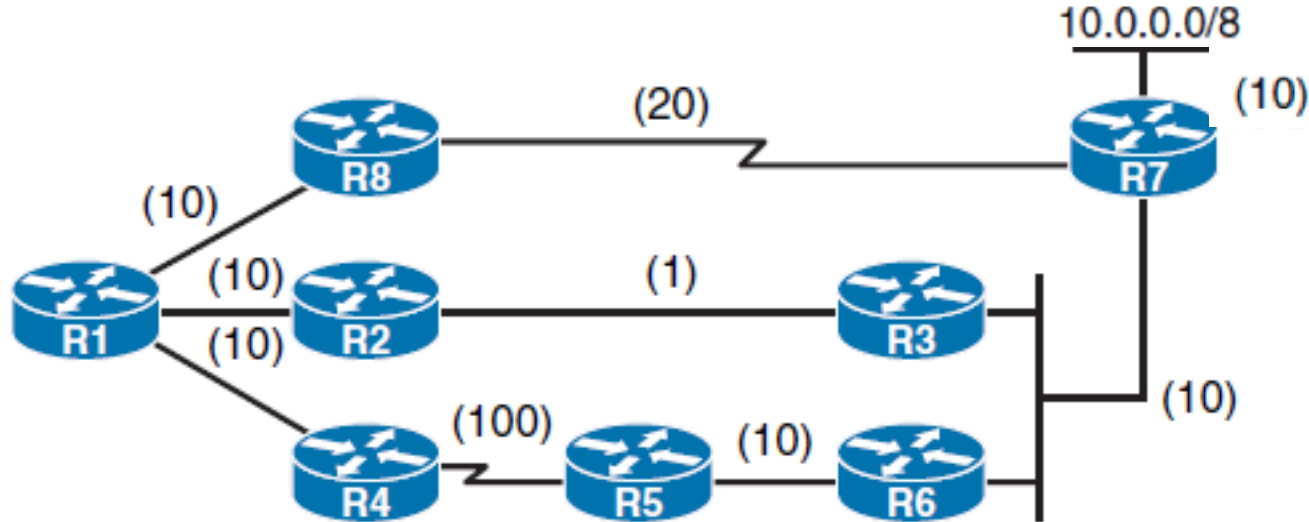 10.0.0.0/8
(10)
(20)
R8
R7
(10)
(10)
(1)
R1
R2
R3
(10)
(100)
(10)
(10)
R4
R5
R6